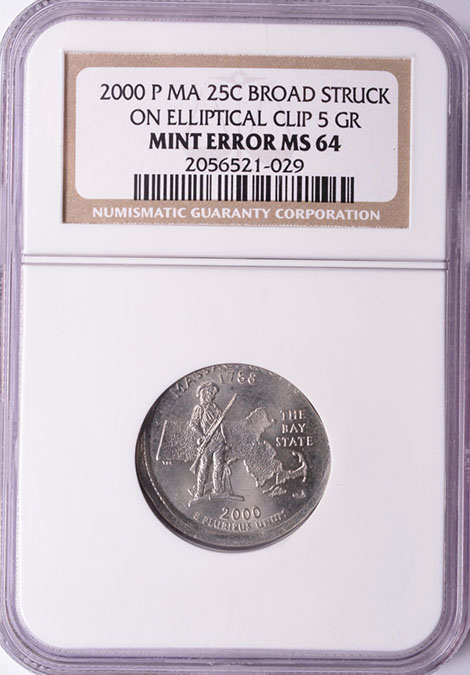 2000 P MA 25C BROAD STRUCK
ON ELLIPTICAL CLIP 5 GR
MINT ERROR MS 64
2056521-029
NUMISMATIC GUARANTY CORPORATION
MASSAC
1788
THE
BAY
STATE
2000
E PLURIBUS UNUM